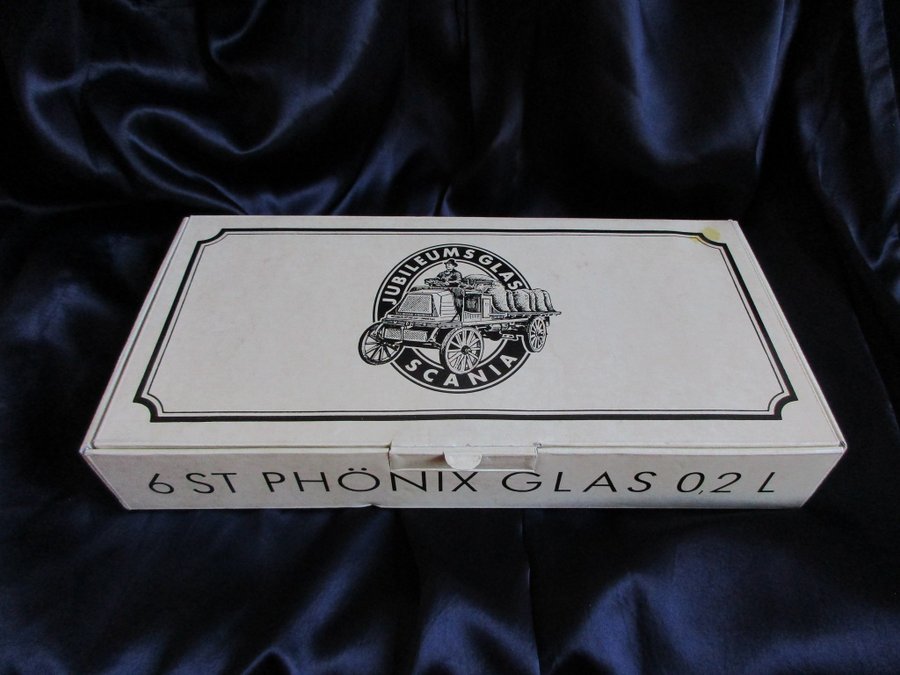 JUBILEUMSGLAS
SCANIA
6 ST PHÖNIX GLAS 0,2 L